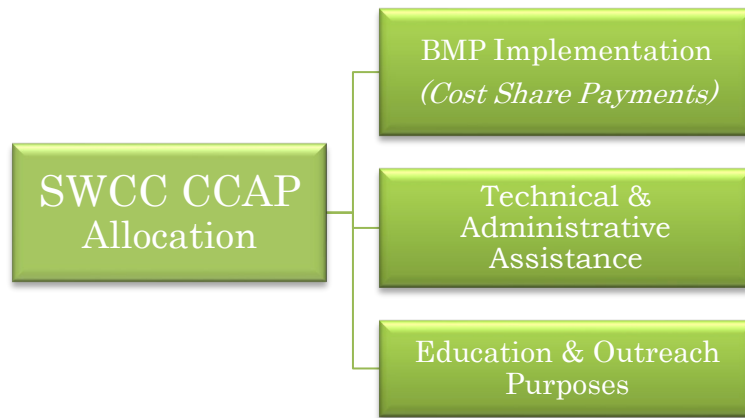 SWCC CCAP
Allocation
BMP Implementation
(Cost Share Payments)
Technical &
Administrative
Assistance
Education & Outreach
Purposes